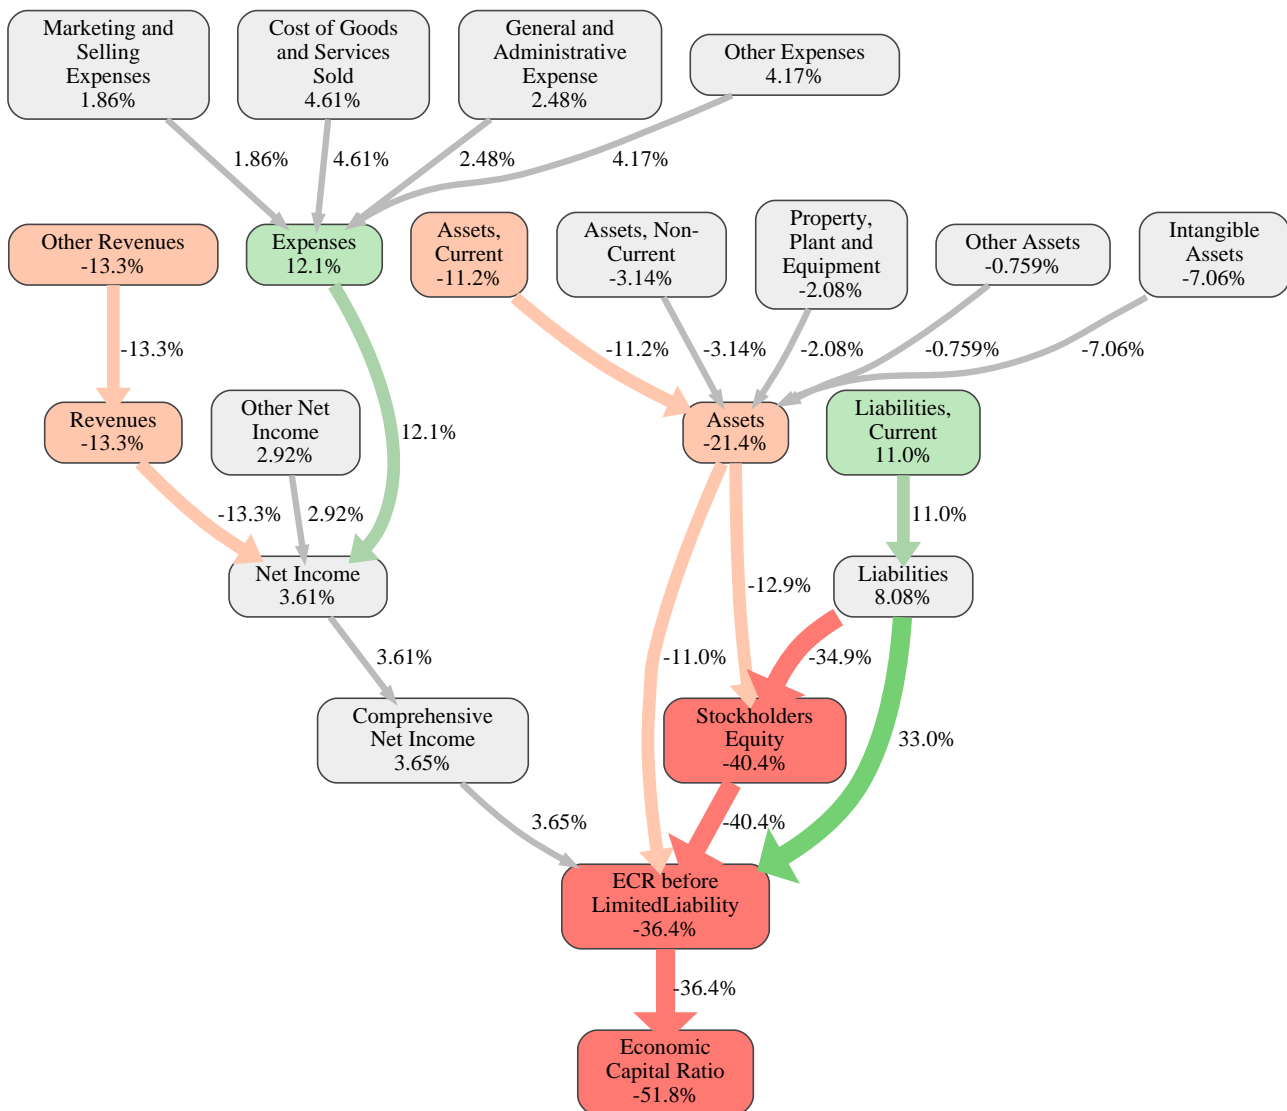 Marketing and
Selling
Expenses
1.86%
Cost of Goods
and Services
Sold
4.61%
General and
Administrative
Expense
2.48%
Other Expenses
4.17%
1.86%
4.61%
2.48%
4.17%
Other Revenues
-13.3%
Expenses
12.1%
Assets,
Current
-11.2%
Assets, Non-
Current
-3.14%
Property,
Plant and
Equipment
-2.08%
Other Assets
-0.759%
Intangible
Assets
-7.06%
-13.3%
-11.2%
-3.14%
-2.08%
-0.759%
-7.06%
Revenues
-13.3%
Other Net
Income
2.92%
12.1%
Assets
-21.4%
Liabilities,
Current
11.0%
-13.3%
2.92%
11.0%
Net Income
3.61%
-12.9%
Liabilities
8.08%
3.61%
-11.0%
-34.9%
Comprehensive
Net Income
3.65%
Stockholders
Equity
-40.4%
33.0%
3.65%
-40.4%
ECR before
LimitedLiability
-36.4%
-36.4%
Economic
Capital Ratio
-51.8%